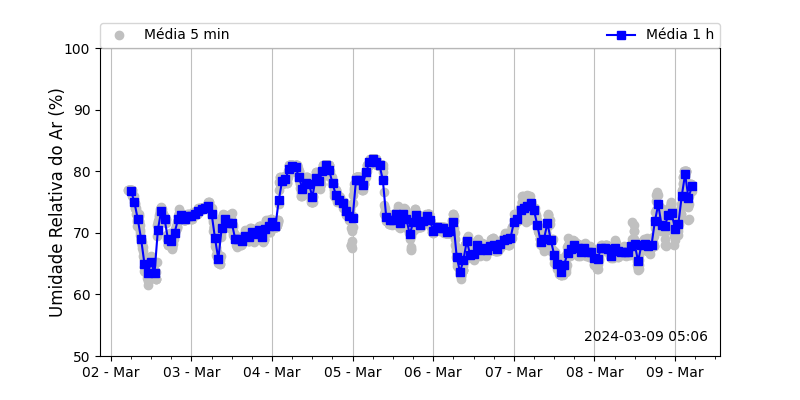 Média 5 min Média 1 h
100
90
80
70
60
50
Umidade Relativa do Ar (%)
2024-03-09 05:06
02 - Mar 03 - Mar 04 - Mar 05 - Mar 06 - Mar 07 - Mar 08 - Mar 09 - Mar